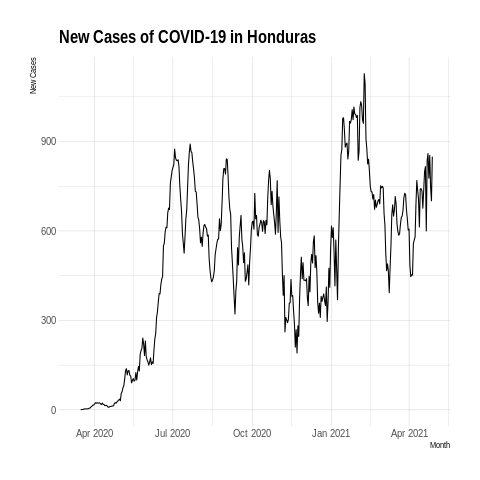 New Cases of COVID-19 in Honduras
New Cases
900
600
300
0
Apr 2020 Jul 2020 Oct 2020 Jan 2021 Apr 2021
Month